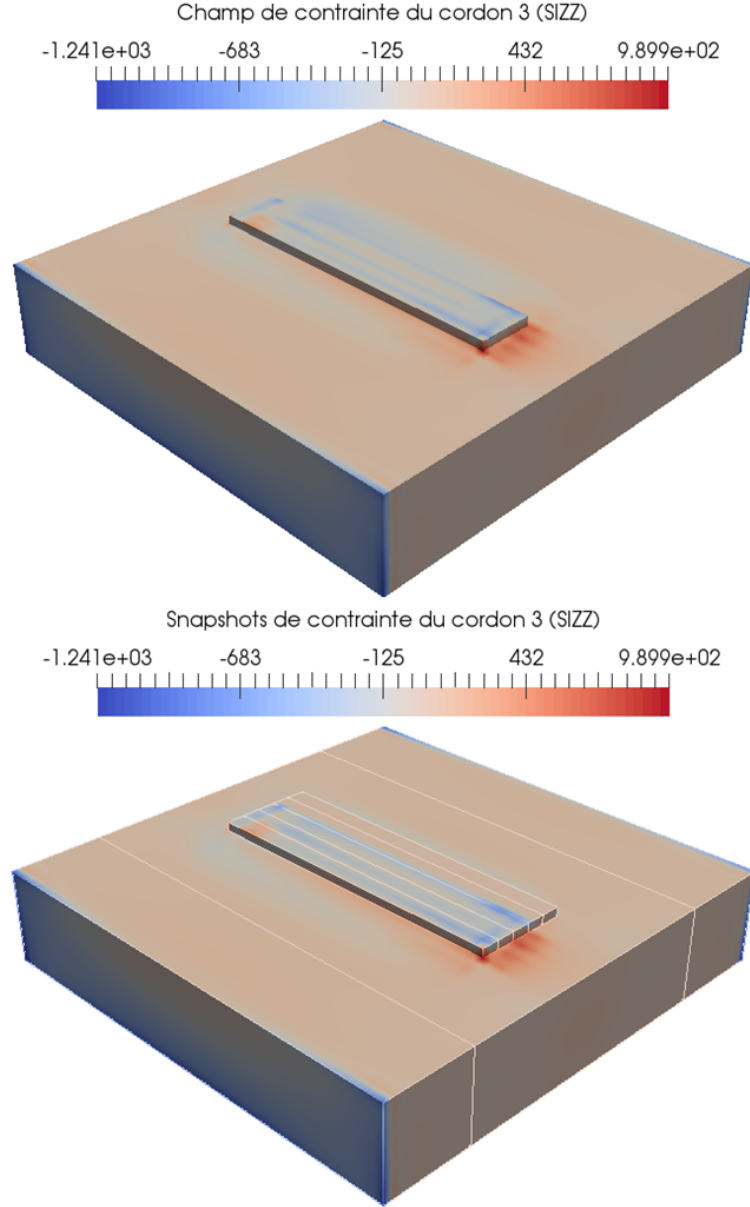 Champ de contrainte du cordon 3 (SIZZ)
-1.241e+03 -683 -125 432 9.899e+02
Snapshots de contrainte du cordon 3 (SIZZ)
-1.241e+03 -683 -125 432 9.899e+02